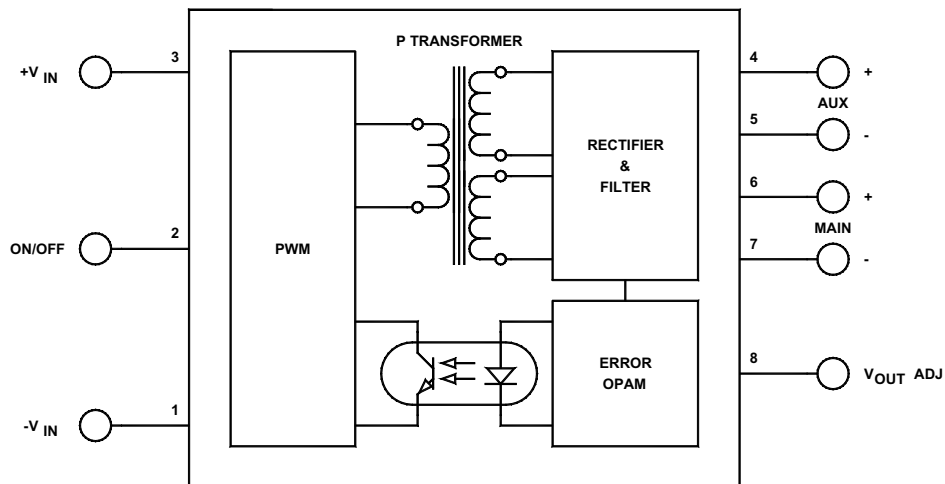 P TRANSFORMER
3
+V IN
4
+
AUX
5
-
RECTIFIER
&
FILTER
6
+
MAIN
7
-
ON/OFF
2
PWM
ERROR
OPAM
8
VOUT ADJ
1
-V IN